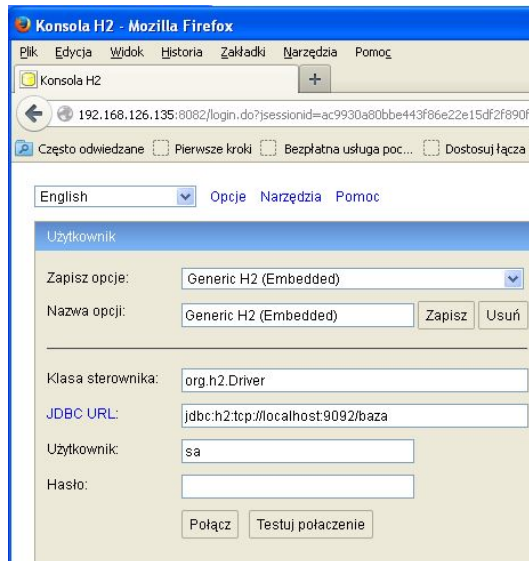 Konsola H2 - Mozilla Firefox
Plik Edycja Widok Historia Zakładki Narzędzia Pomoc
Konsola H2 +
192.168.126.135:8082/login.do?jsessionid=ac9930a80bbe443f86e22e15df2f890f
Często odwiedzane Pierwsze kroki Bezpłatna usługa poc... Dostosuj łącza
English Opcje Narzędzia Pomoc
Użytkownik
Zapisz opcje: Generic H2 (Embedded)
Nazwa opcji: Generic H2 (Embedded) Zapisz Usuń
Klasa sterownika: org.h2.Driver
JDBC URL: jdbc:h2:tcp://localhost:9092/baza
Użytkownik: sa
Hasło:
Połącz Testuj połaczenie